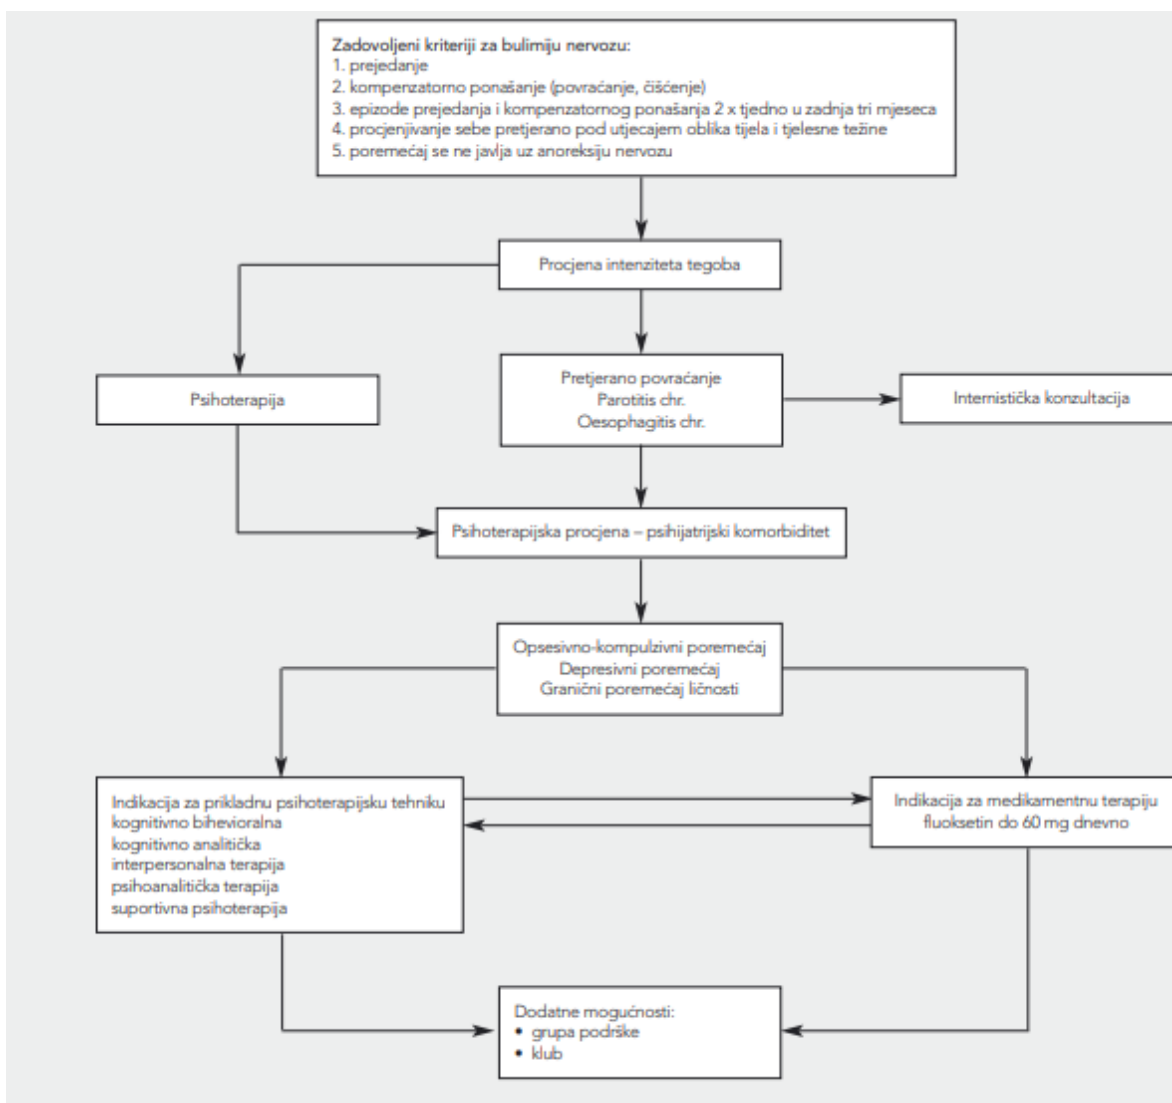 Zadovoljeni kriteriji za bulimiju nervozu:
1. prejedanje
2. kompenzatorno ponašanje (povraćanje, čišćenje)
3. epizode prejedanja i kompenzatornog ponašanja 2 x tjedno u zadnja tri mjeseca
4. procjenjivanje sebe pretjerano pod utjecajem oblika tijela i tjelesne težine
5. poremećaj se ne javlja uz anoreksiju nervozu
Procjena intenziteta tegoba
Psihoterapija
Pretjerano povraćanje
Parotitis chr.
Oesophagitis chr.
Internistička konzultacija
Psihoterapijska procjena – psihijatrijski komorbiditet
Opsesivno-kompulzivni poremećaj
Depresivni poremećaj
Granični poremećaj ličnosti
Indikacija za prikladnu psihoterapijsku tehniku
kognitivno bihevioralna
kognitivno analitička
interpersonalna terapija
psihoanalitička terapija
suportivna psihoterapija
Indikacija za medikamentnu terapiju
fluoksetin do 60 mg dnevno
Dodatne mogućnosti:
• grupa podrške
• klub